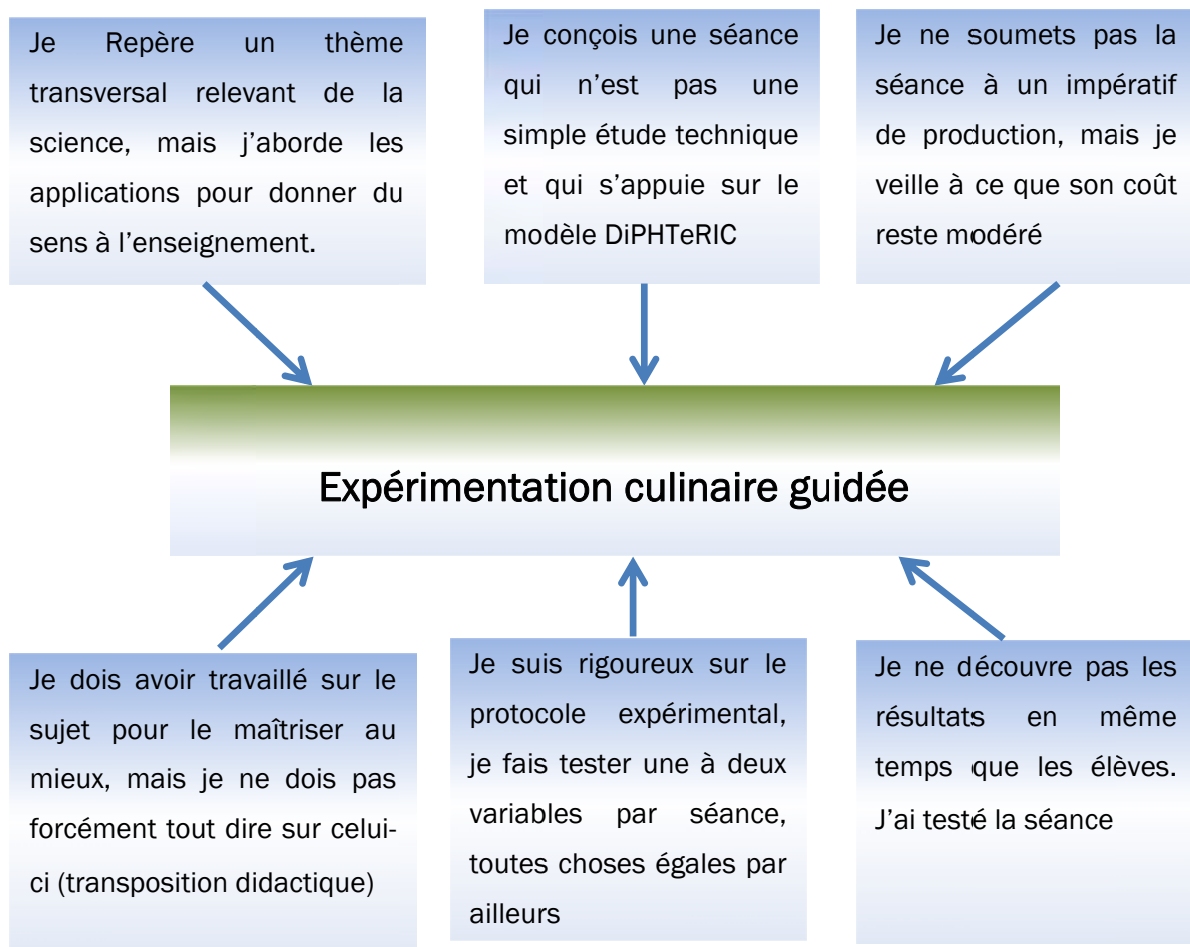 Je Repère un thème
transversal relevant de la
science, mais j’aborde les
applications pour donner du
sens à l’enseignement.
Je conçois une séance
qui n’est pas une
simple étude technique
et qui s’appuie sur le
modèle DiPHTeRIC
Je ne soumets pas la
séance à un impératif
de production, mais je
veille à ce que son coût
reste modéré
Expérimentation culinaire guidée
Je dois avoir travaillé sur le
sujet pour le maîtriser au
mieux, mais je ne dois pas
forcément tout dire sur celui-
ci (transposition didactique)
Je suis rigoureux sur le
protocole expérimental,
je fais tester une à deux
variables par séance,
toutes choses égales par
ailleurs
Je ne découvre pas les
résultats en même
temps que les élèves.
J’ai testé la séance